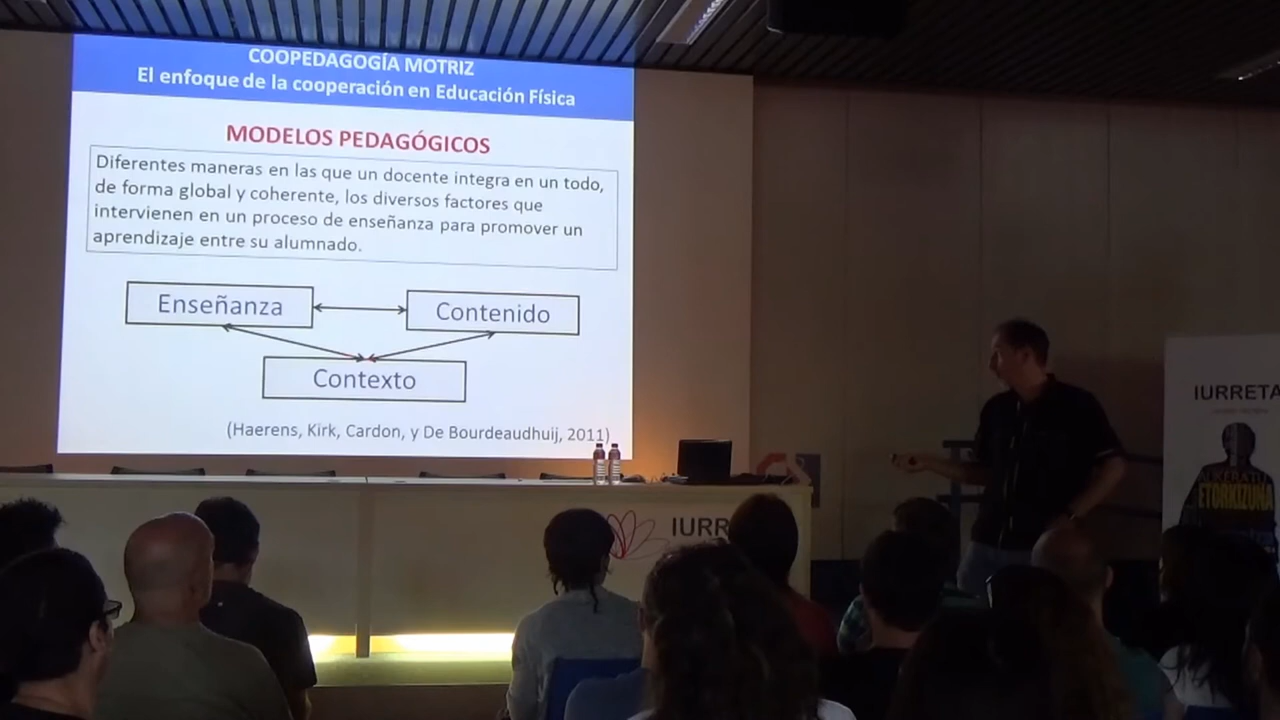 COOPEDAGOGÍA MOTRIZ
El enfoque de la cooperación en Educación Física
MODELOS PEDAGÓGICOS
Diferentes maneras en las que un docente integra en un todo,
de forma global y coherente, los diversos factores que
intervienen en un proceso de enseñanza para promover un
aprendizaje entre su alumnado.
Enseñanza
Contenido
Contexto
(Haerens, Kirk, Cardon, y De Bourdeaudhuij, 2011)
IURRETA
ETORKIZUNA
IURR